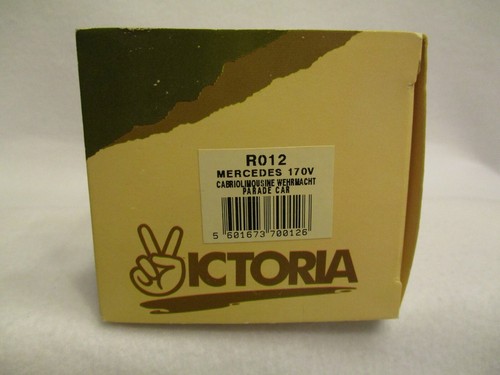 R012
MERCEDES 170V
CABRIOLIMOUSINE WEHRMACHT
PARADE CAR
5 601673 700126
VICTORIA